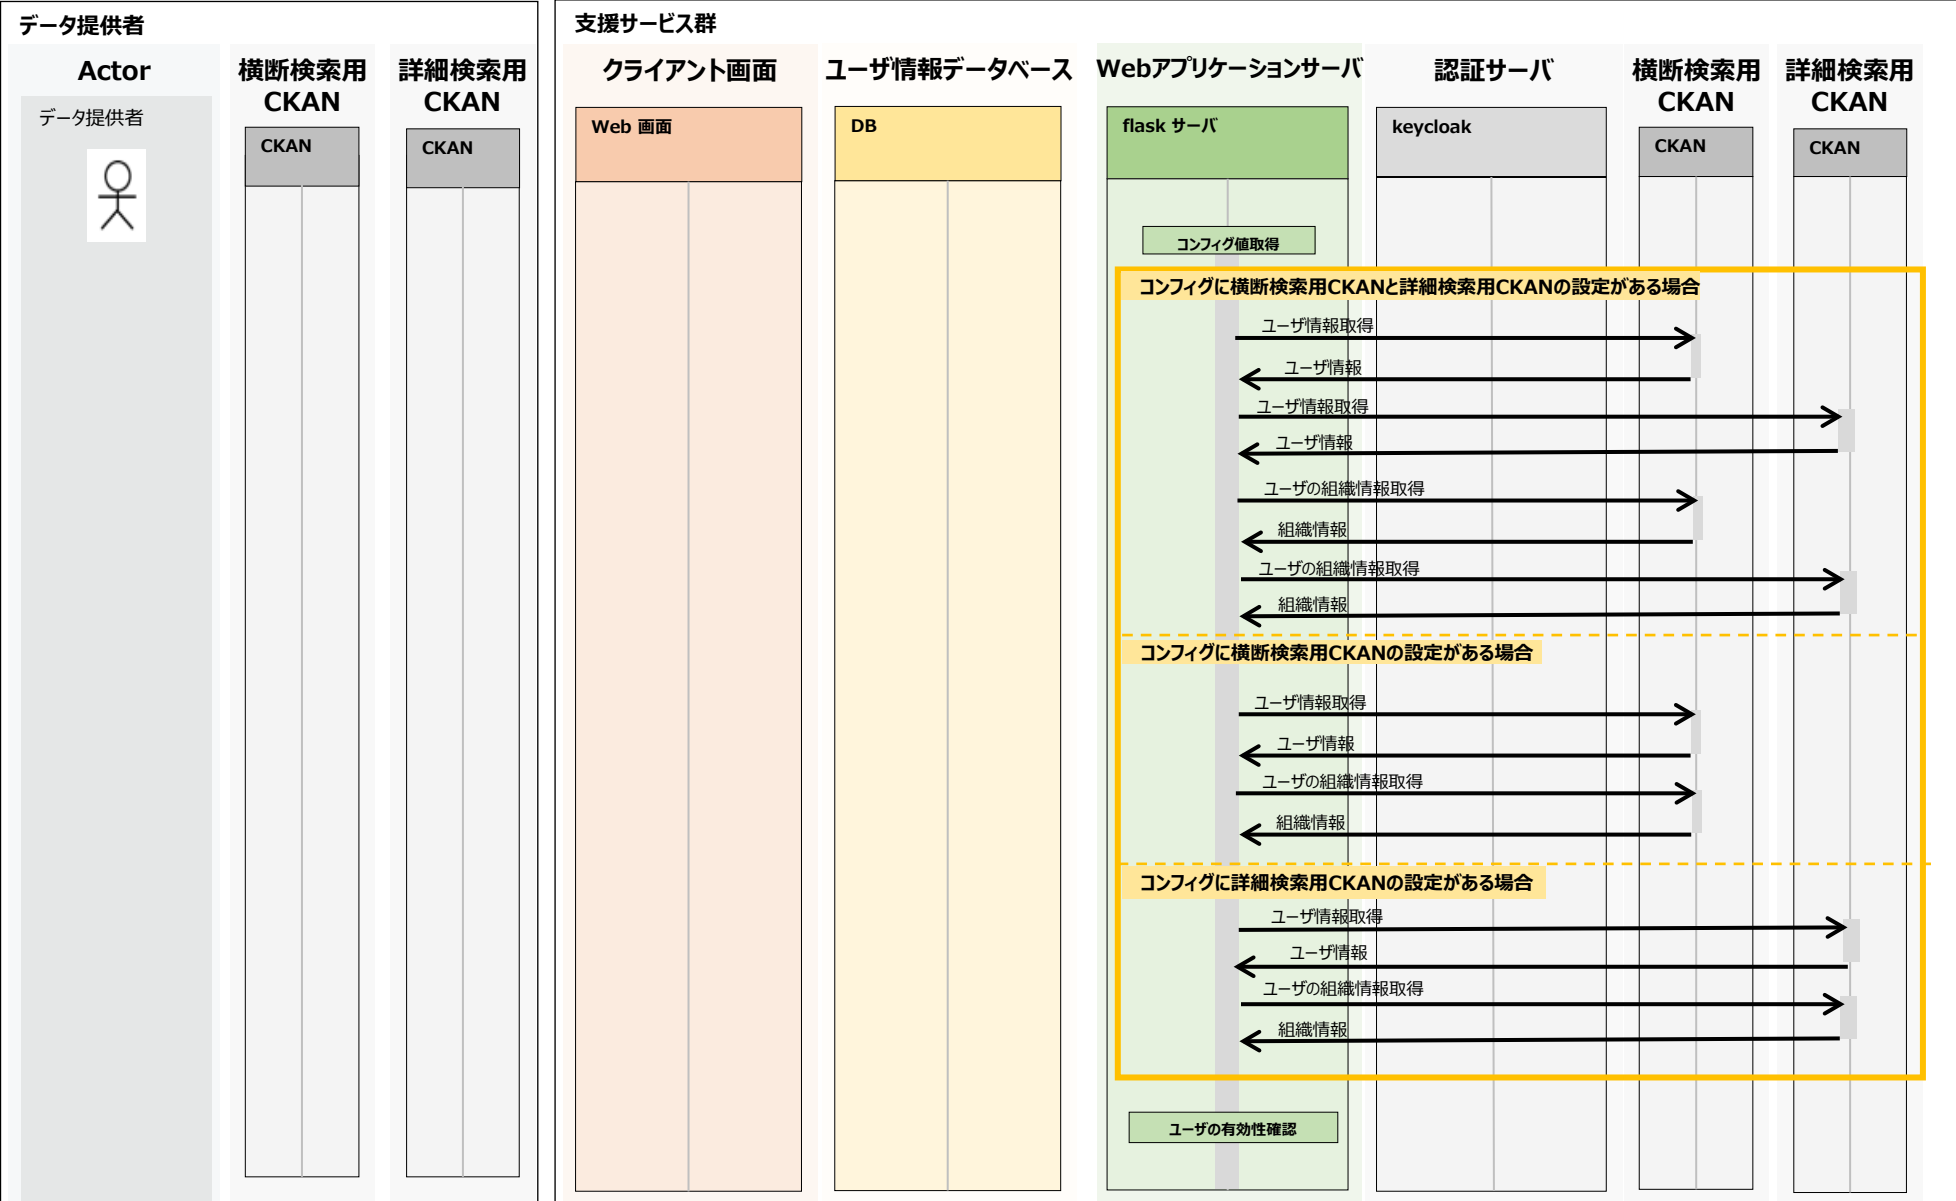 データ提供者
支援サービス群
Actor
横断検索用
CKAN
詳細検索用
CKAN
クライアント画面
ユーザ情報データベース
Webアプリケーションサーバ
認証サーバ
横断検索用
CKAN
詳細検索用
CKAN
データ提供者
CKAN
CKAN
Web 画面
DB
flask サーバ
keycloak
CKAN
CKAN
コンフィグ値取得
コンフィグに横断検索用CKANと詳細検索用CKANの設定がある場合
ユーザ情報取得
ユーザ情報
ユーザ情報取得
ユーザ情報
ユーザの組織情報取得
組織情報
ユーザの組織情報取得
組織情報
コンフィグに横断検索用CKANの設定がある場合
ユーザ情報取得
ユーザ情報
ユーザの組織情報取得
組織情報
コンフィグに詳細検索用CKANの設定がある場合
ユーザ情報取得
ユーザ情報
ユーザの組織情報取得
組織情報
ユーザの有効性確認